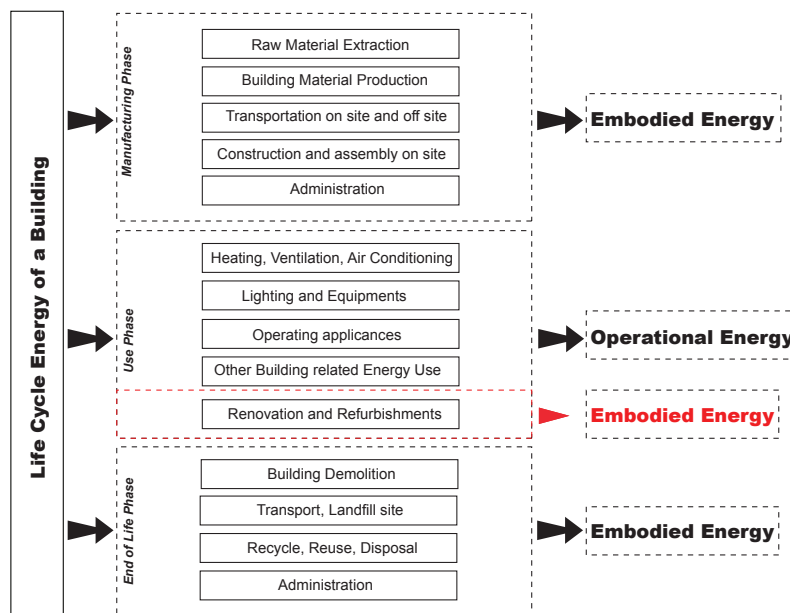 Life Cycle Energy of a Building
Manufacturing Phase
Raw Material Extraction
Building Material Production
Transportation on site and off site
Construction and assembly on site
Administration
Embodied Energy
Use Phase
Heating, Ventilation, Air Conditioning
Lighting and Equipments
Operating applicances
Other Building related Energy Use
Operational Energy
Renovation and Refurbishments
Embodied Energy
End of Life Phase
Building Demolition
Transport, Landfill site
Recycle, Reuse, Disposal
Administration
Embodied Energy